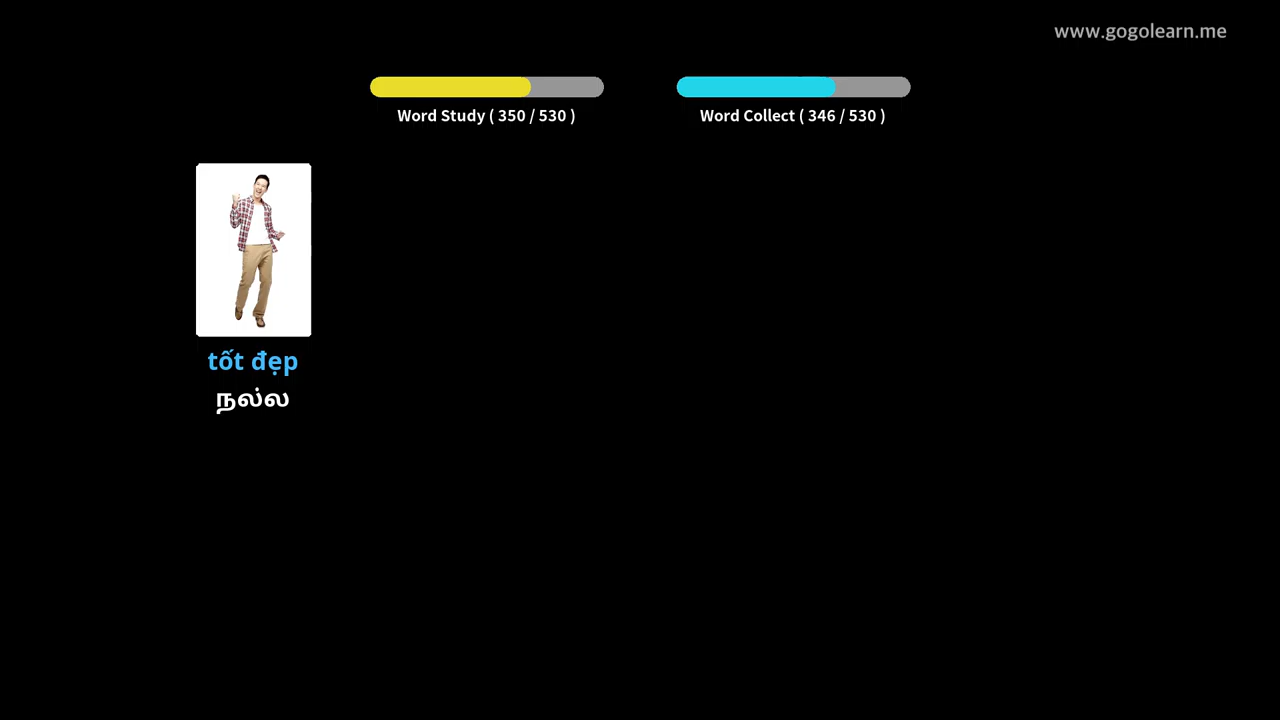 www.gogolearn.me
Word Study ( 350 / 530 )
Word Collect ( 346 / 530 )
tốt đẹp
நல்ல